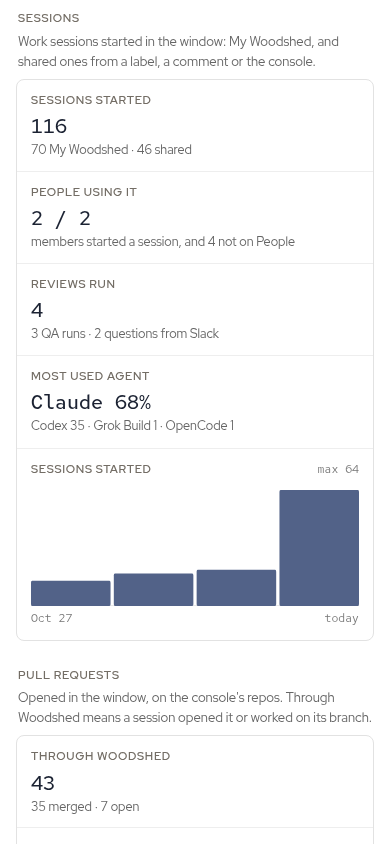 SESSIONS
Work sessions started in the window: My Woodshed, and
shared ones from a label, a comment or the console.
SESSIONS STARTED
116
70 My Woodshed · 46 shared
PEOPLE USING IT
2 / 2
members started a session, and 4 not on People
REVIEWS RUN
4
3 QA runs · 2 questions from Slack
MOST USED AGENT
Claude 68%
Codex 35 · Grok Build 1 · OpenCode 1
SESSIONS STARTED
max 64
Oct 27
today
PULL REQUESTS
Opened in the window, on the console's repos. Through
Woodshed means a session opened it or worked on its branch.
THROUGH WOODSHED
43
35 merged · 7 open